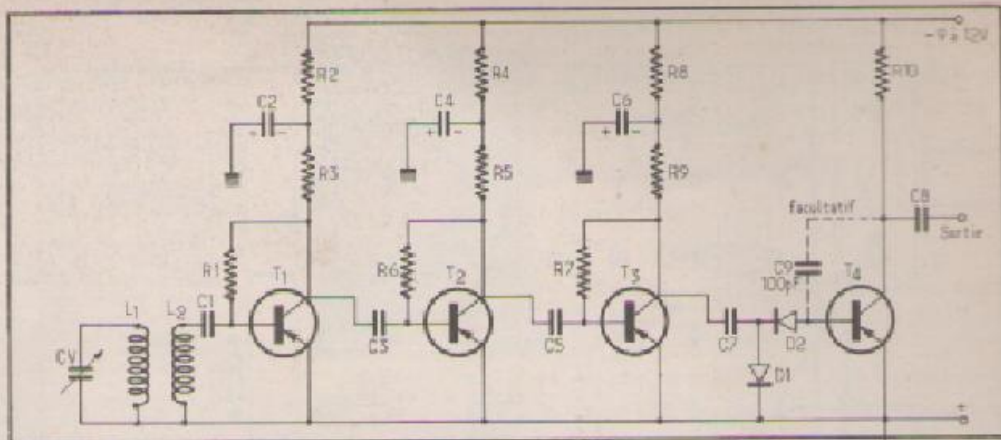 -9 à 12V
R2
R4
R8
R10
C2
C4
C6
+ -
+ -
+ -
R3
R5
R9
C8
facultatif
Sortie
R1
T1
R6
T2
R7
T3
C9
100pF
T4
L1
L2
C1
CV
C3
C5
C7
D2
D1
+